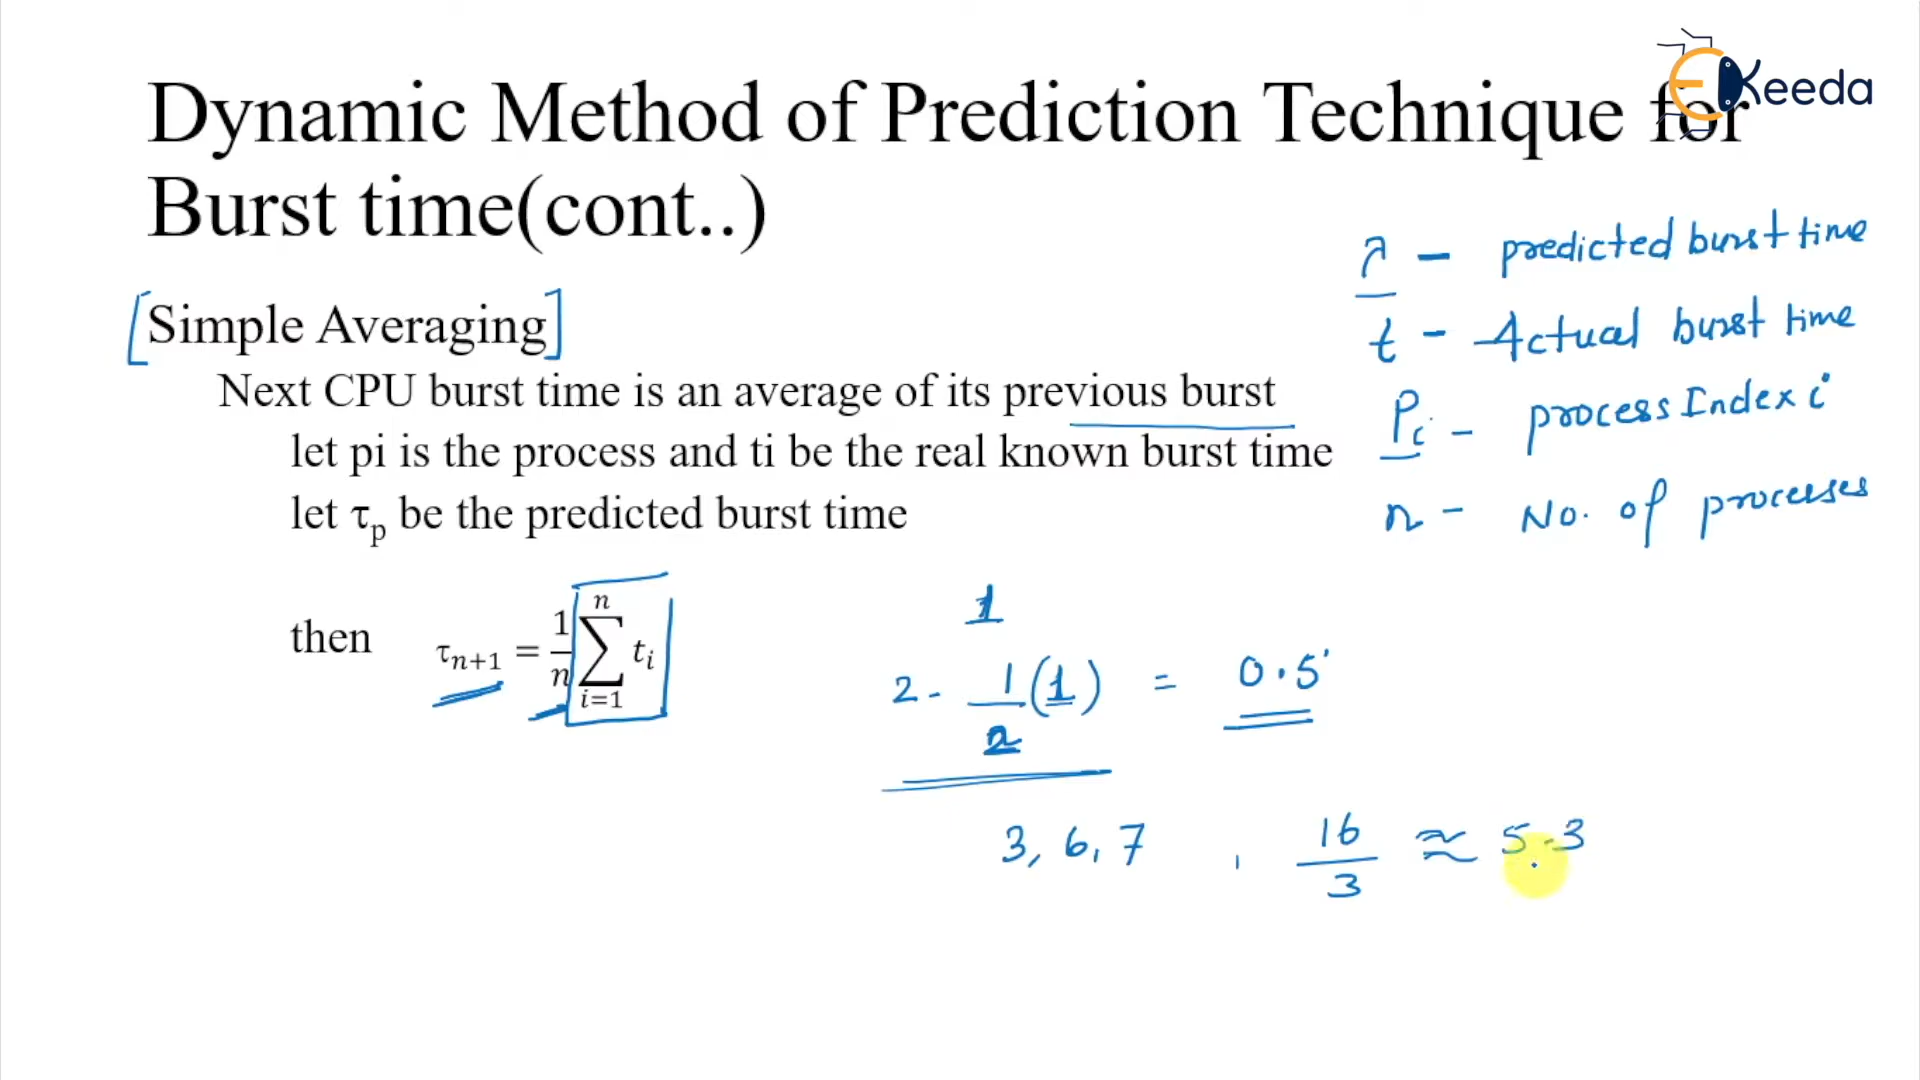 Keeda
Dynamic Method of Prediction Technique for
Burst time(cont..)
[Simple Averaging]
Next CPU burst time is an average of its previous burst
let pi is the process and ti be the real known burst time
let τp be the predicted burst time
then τn+1 = 1/n ∑ i=1 n ti
τ – predicted burst time
t – Actual burst time
Pi – process Index i
n – No. of processes
1
2 - 1/2 (1) = 0.5
3, 6, 7 , 16/3 ≈ 5.3